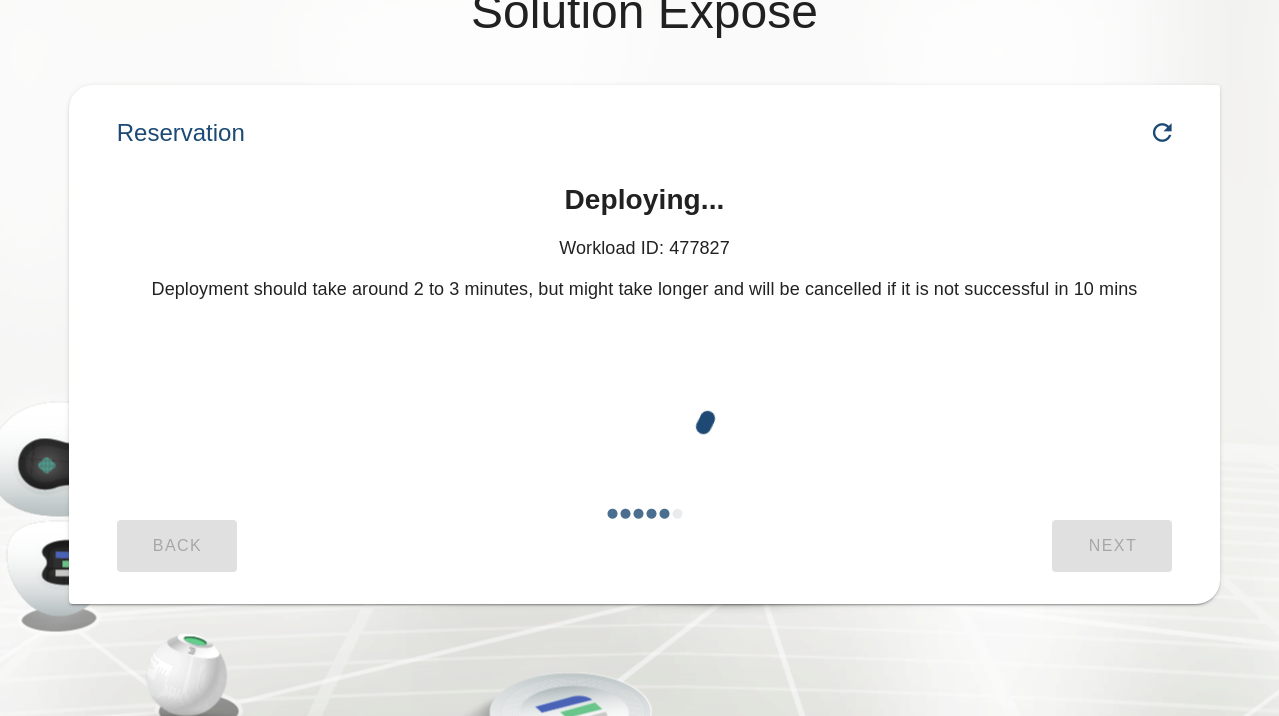 Solution Expose
Reservation
Deploying...
Workload ID: 477827
Deployment should take around 2 to 3 minutes, but might take longer and will be cancelled if it is not successful in 10 mins
BACK
NEXT